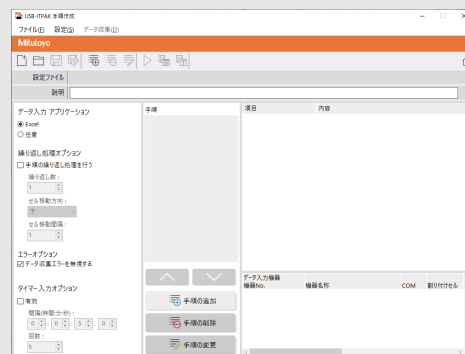 USB-ITPAK 手順作成
ファイル(F) 設定(S) データ収集(D)
Mitutoyo
設定ファイル
説明
データ入力 アプリケーション
Excel
任意
繰り返し処理オプション
手順の繰り返し処理を行う
繰り返し数:
1
セル移動方向:
下
セル移動間隔:
1
エラーオプション
データ収集エラーを無視する
タイマー入力オプション
有効
間隔(時間:分:秒):
0 : 0 : 5 . 0
回数:
5
手順
手順の追加
手順の削除
手順の変更
項目 内容
データ入力機器
機器No. 機器名称 COM 割り付けセル